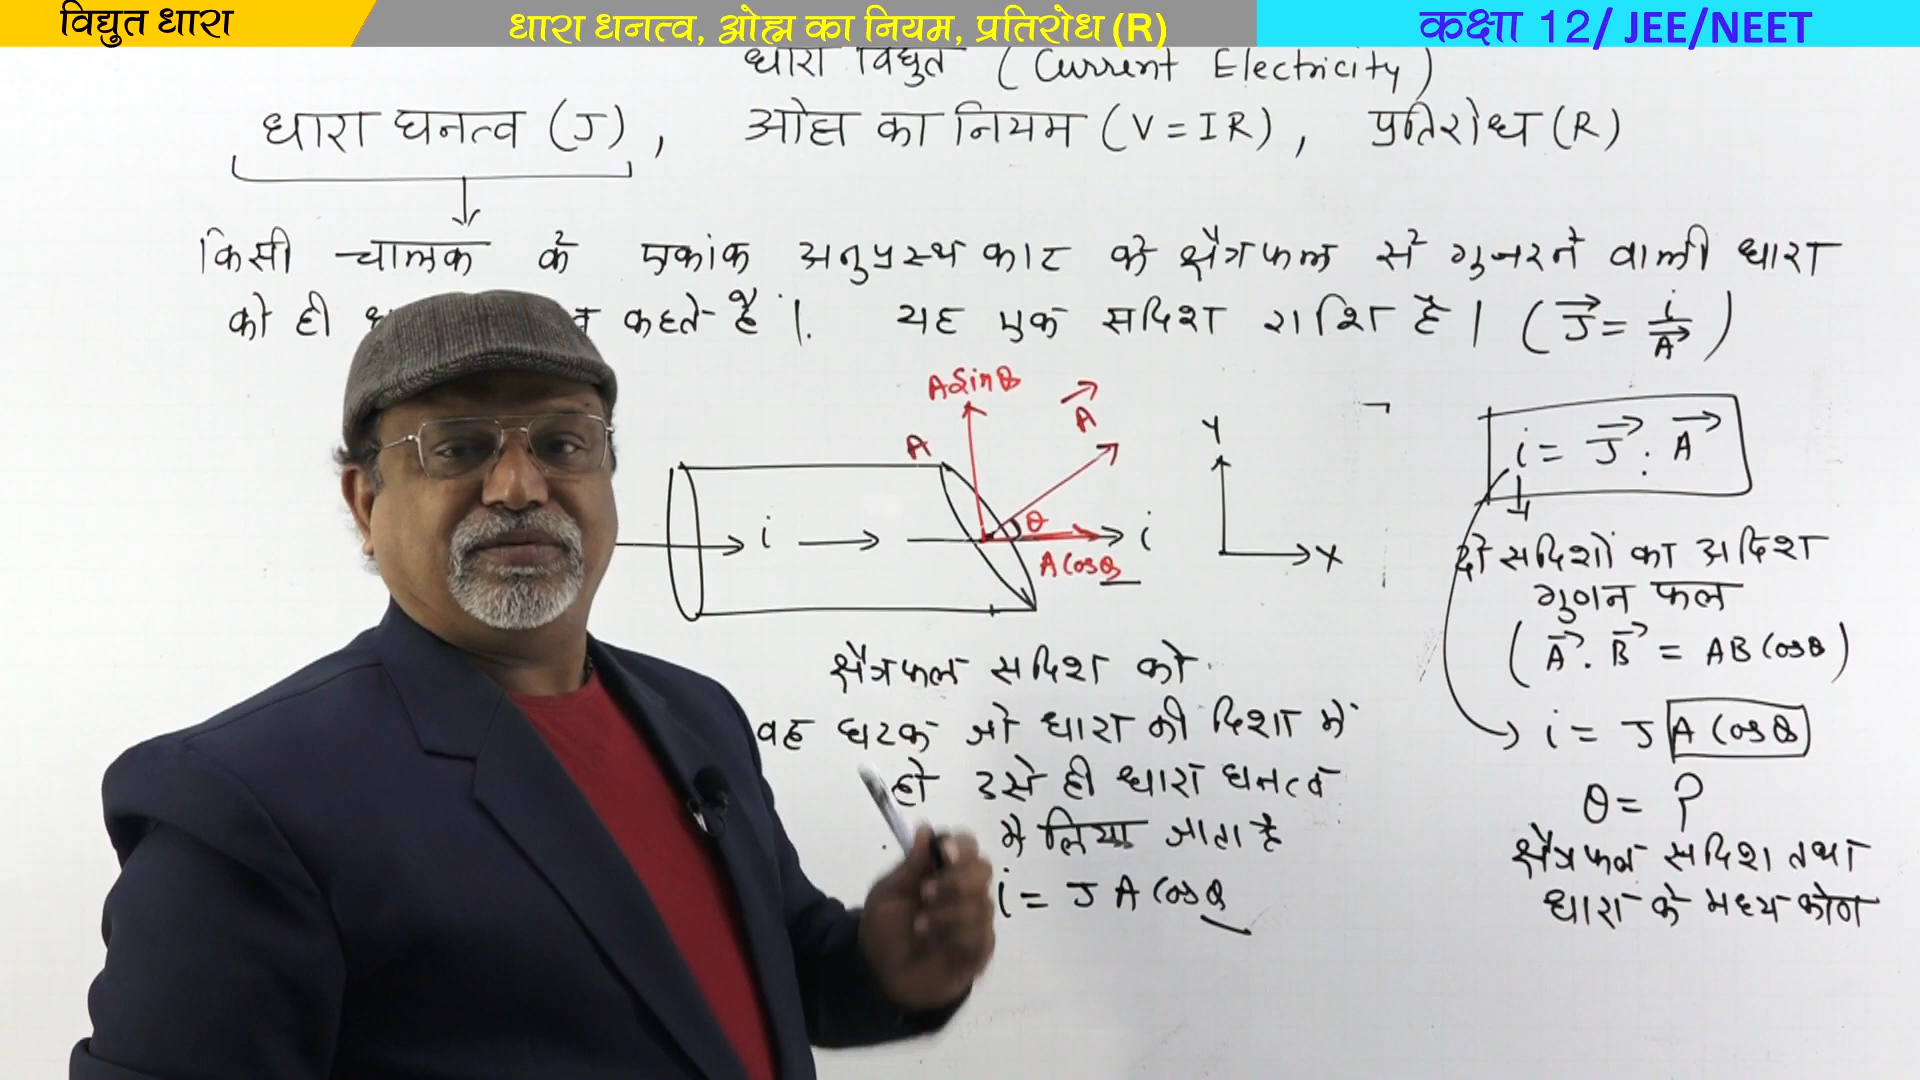 विद्युत धारा
धारा घनत्व, ओह्म का नियम, प्रतिरोध (R)
कक्षा 12/ JEE/NEET
धारा विद्युत (Current Electricity)
धारा घनत्व (J), ओह्म का नियम (V=IR), प्रतिरोध (R)
किसी चालक के एकांक अनुप्रस्थ काट के क्षेत्रफल से गुजरने वाली धारा
को ही कहते हैं । यह एक सदिश राशि है । (J⃗ = i/A⃗)
A Sinθ
A⃗
A
θ
i
i
A Cosθ
Y
X
क्षेत्रफल सदिश को
वह घटक जो धारा की दिशा में
हो उसे ही धारा घनत्व
मे लिया जाता है
i = J A Cosθ
i = J⃗ . A⃗
दो सदिशों का अदिश
गुणन फल
(A⃗ . B⃗ = AB Cosθ)
i = J A Cosθ
θ = ?
क्षेत्रफल सदिश तथा
धारा के मध्य कोण